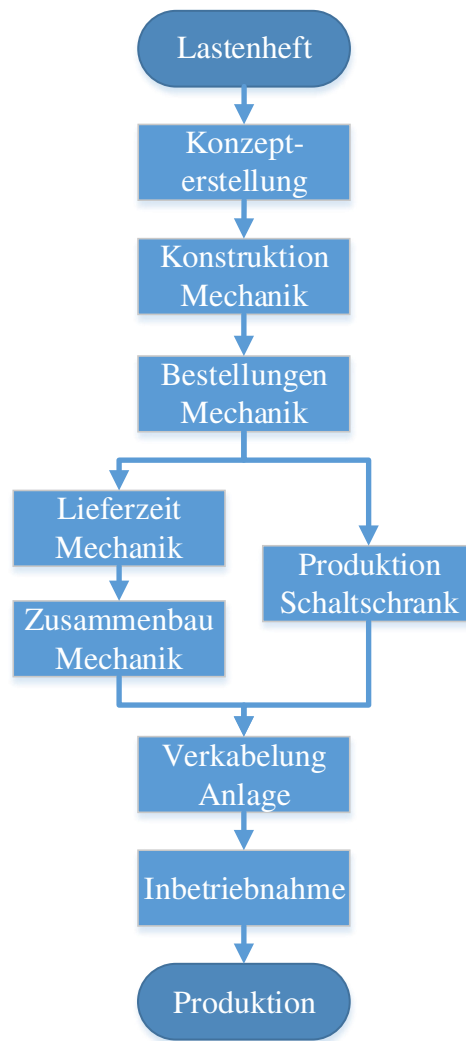 Lastenheft
Konzept-
erstellung
Konstruktion
Mechanik
Bestellungen
Mechanik
Lieferzeit
Mechanik
Zusammenbau
Mechanik
Produktion
Schaltschrank
Verkabelung
Anlage
Inbetriebnahme
Produktion